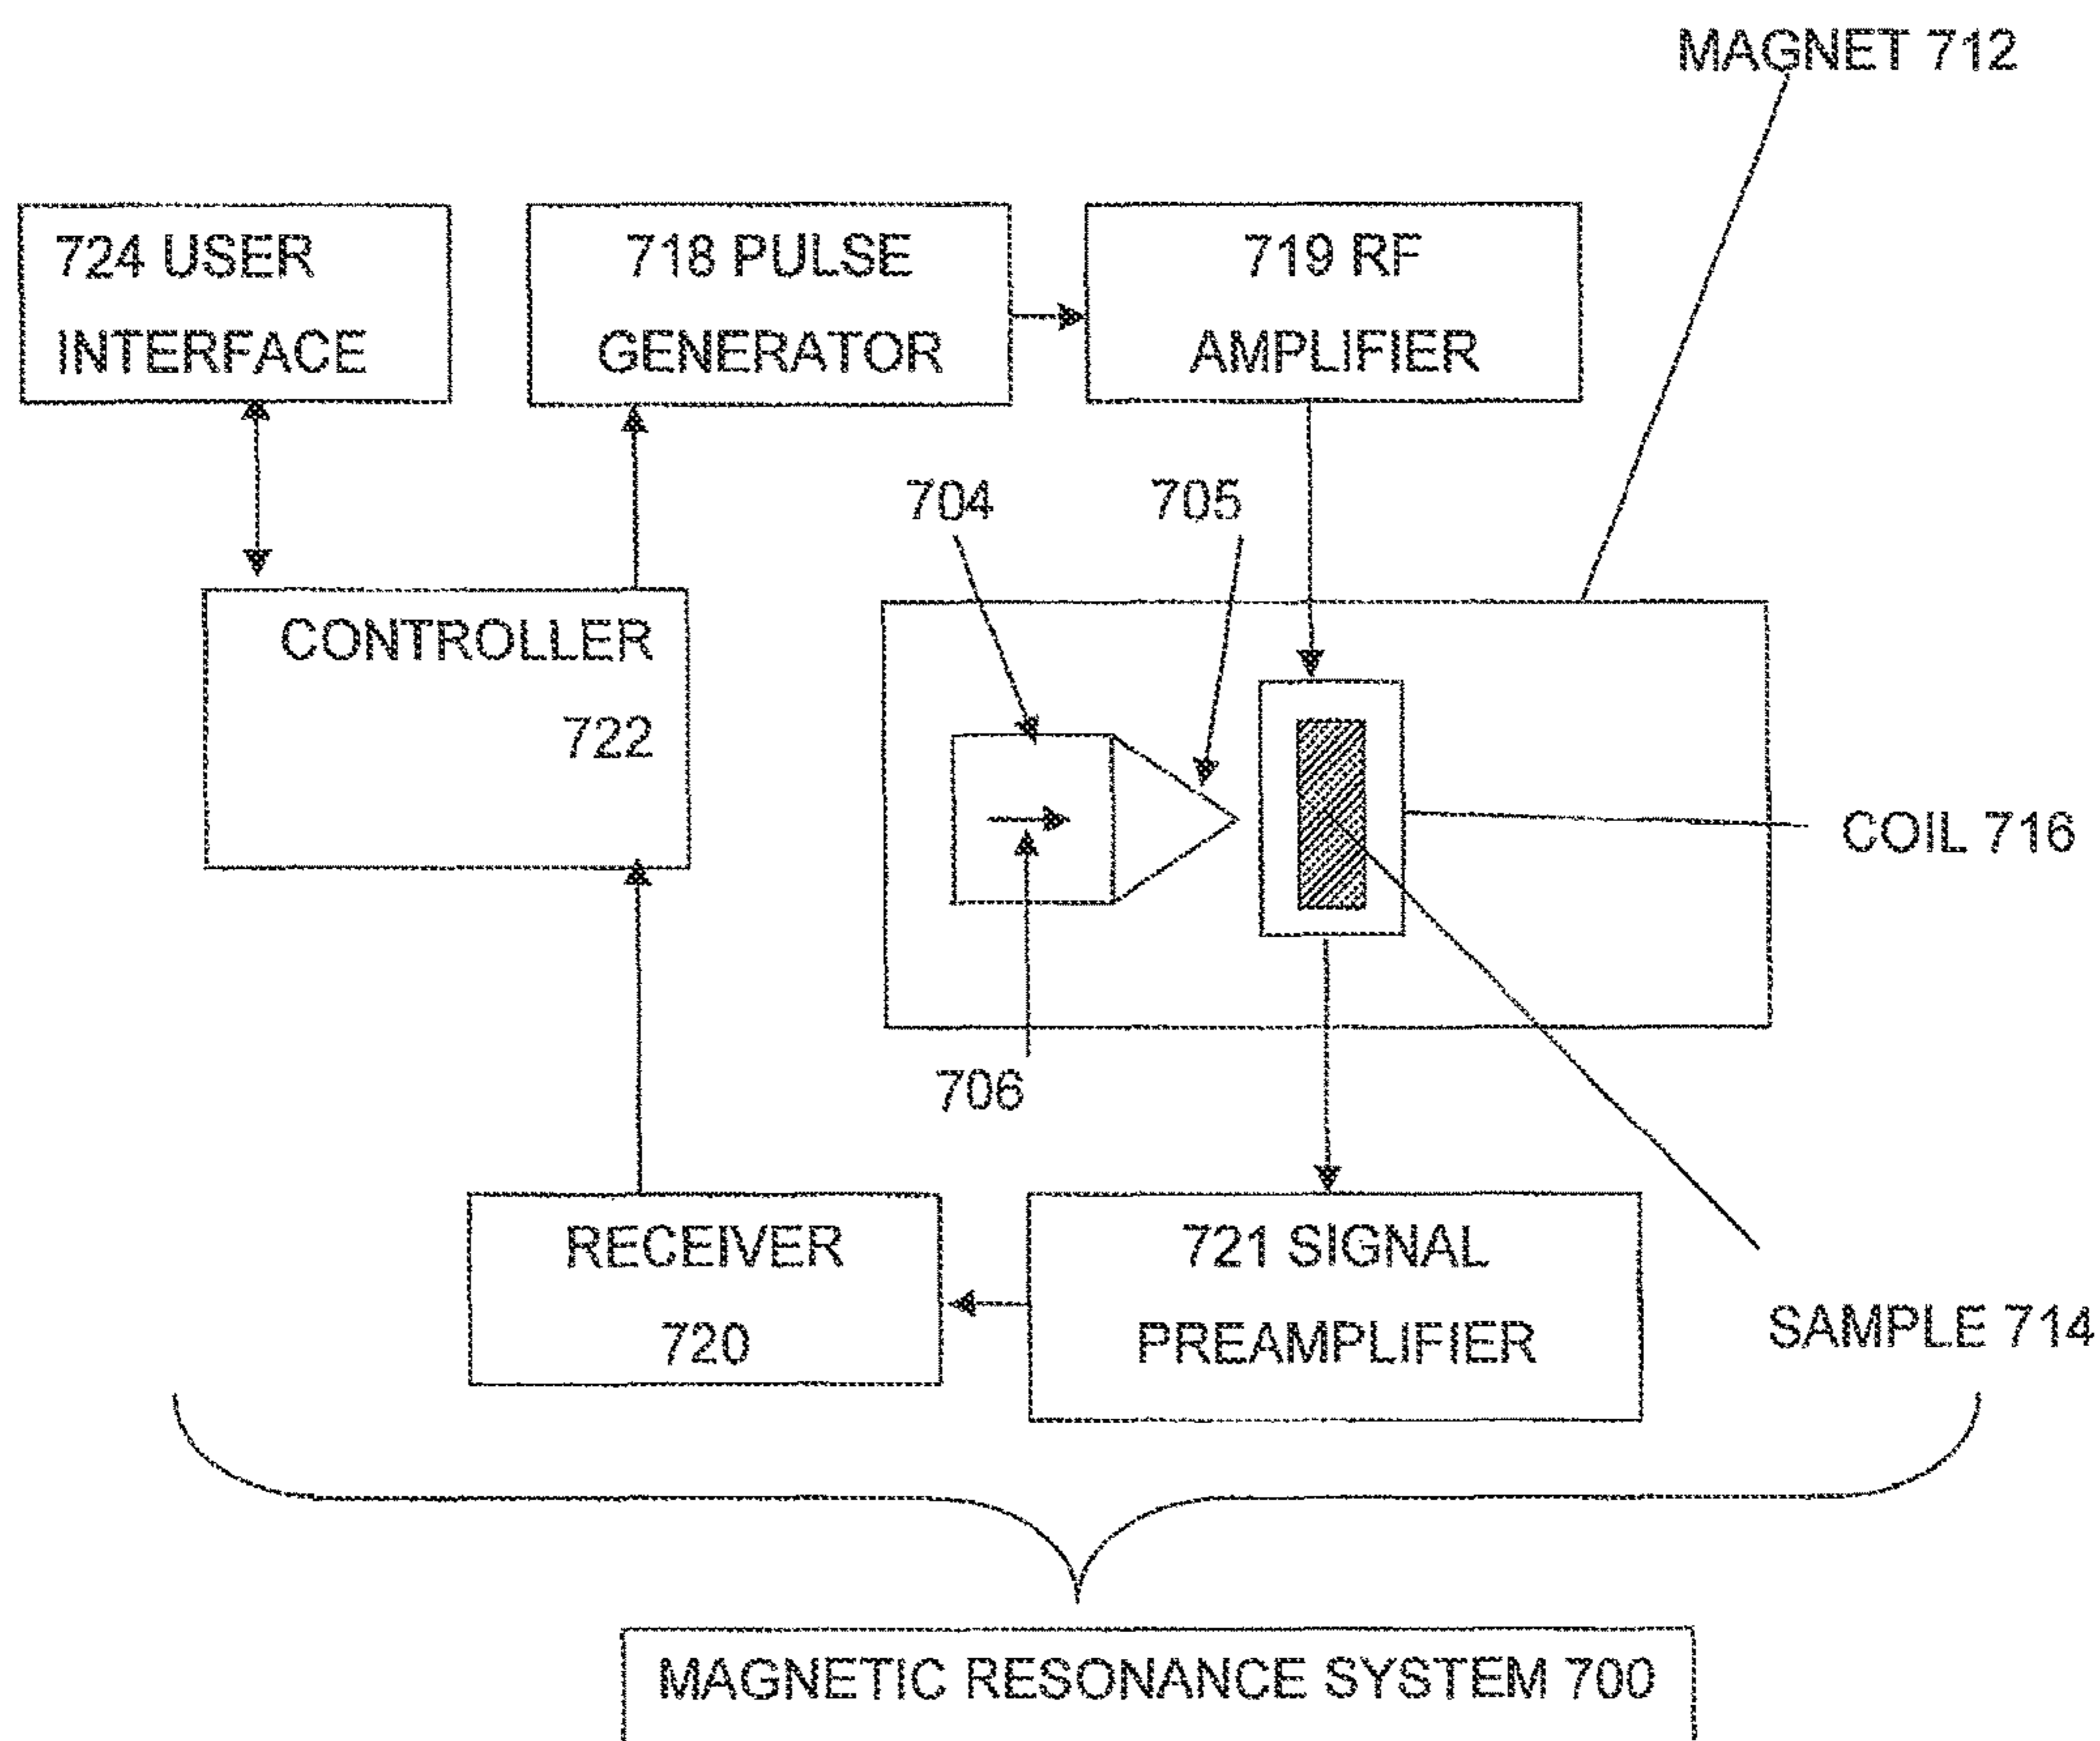 MAGNET 712
724 USER
INTERFACE
718 PULSE
GENERATOR
719 RF
AMPLIFIER
704
705
CONTROLLER
722
COIL 716
706
RECEIVER
720
721 SIGNAL
PREAMPLIFIER
SAMPLE 714
MAGNETIC RESONANCE SYSTEM 700